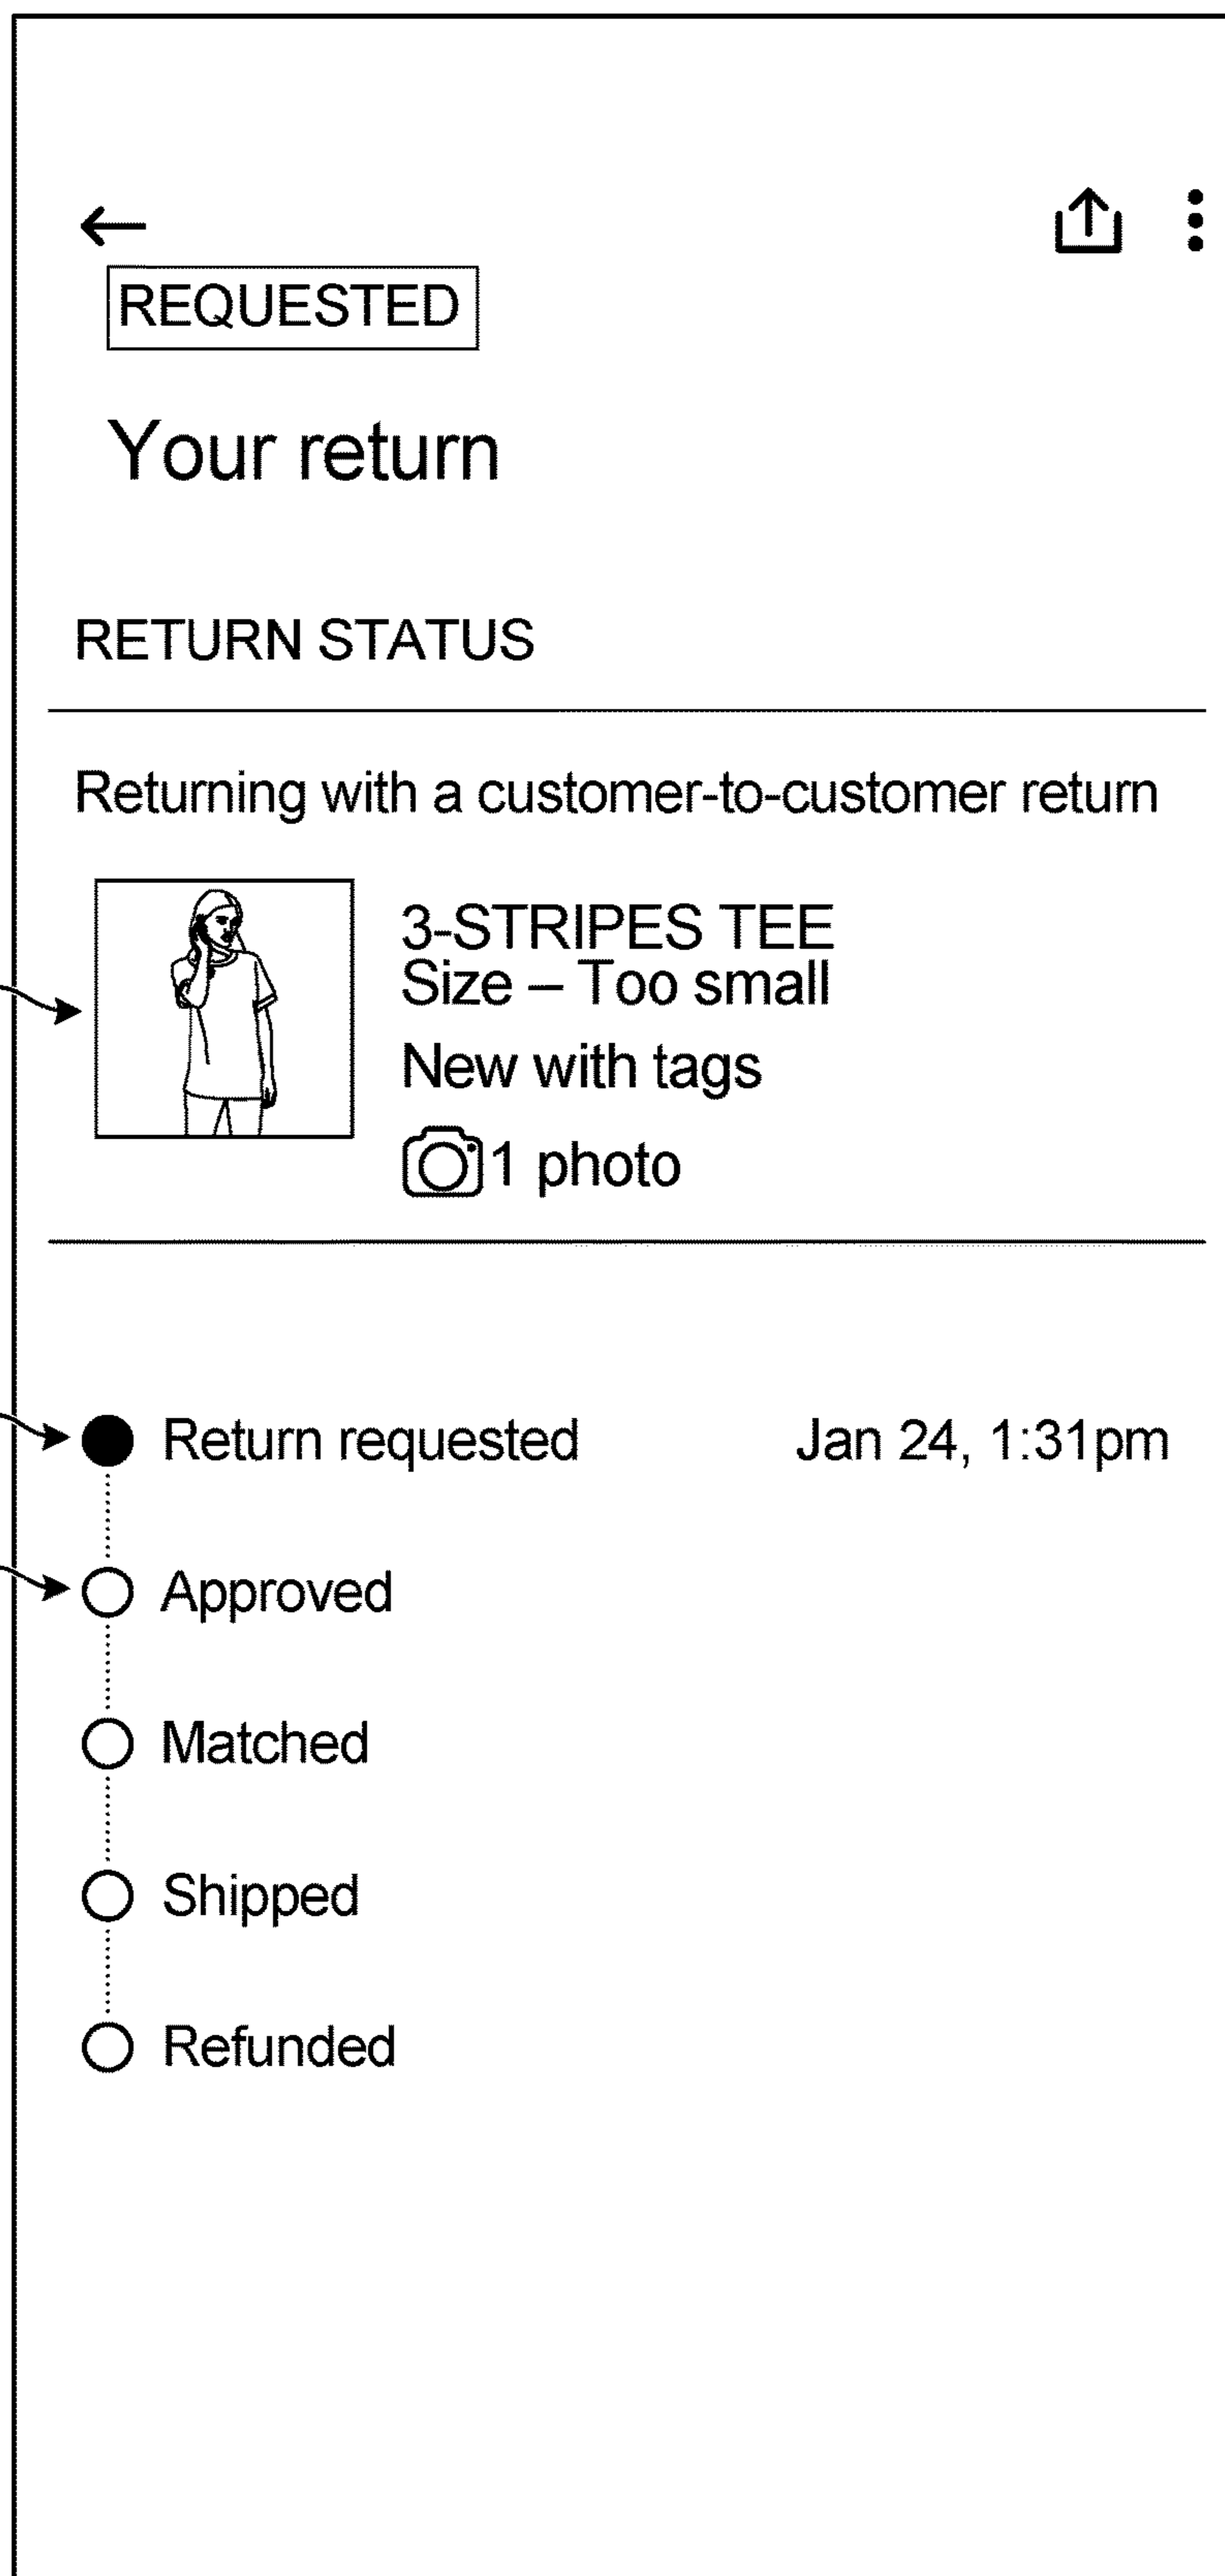 REQUESTED
Your return
RETURN STATUS
Returning with a customer-to-customer return
3-STRIPES TEE
Size – Too small
New with tags
1 photo
Return requested Jan 24, 1:31pm
Approved
Matched
Shipped
Refunded